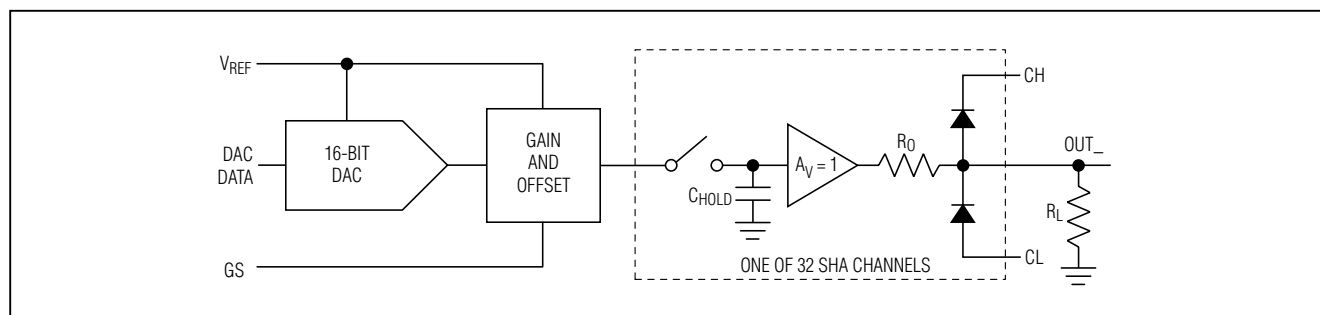 VREF
DAC
DATA
16-BIT
DAC
GS
GAIN
AND
OFFSET
CHOLD
AV = 1
RO
CH
OUT_
RL
CL
ONE OF 32 SHA CHANNELS